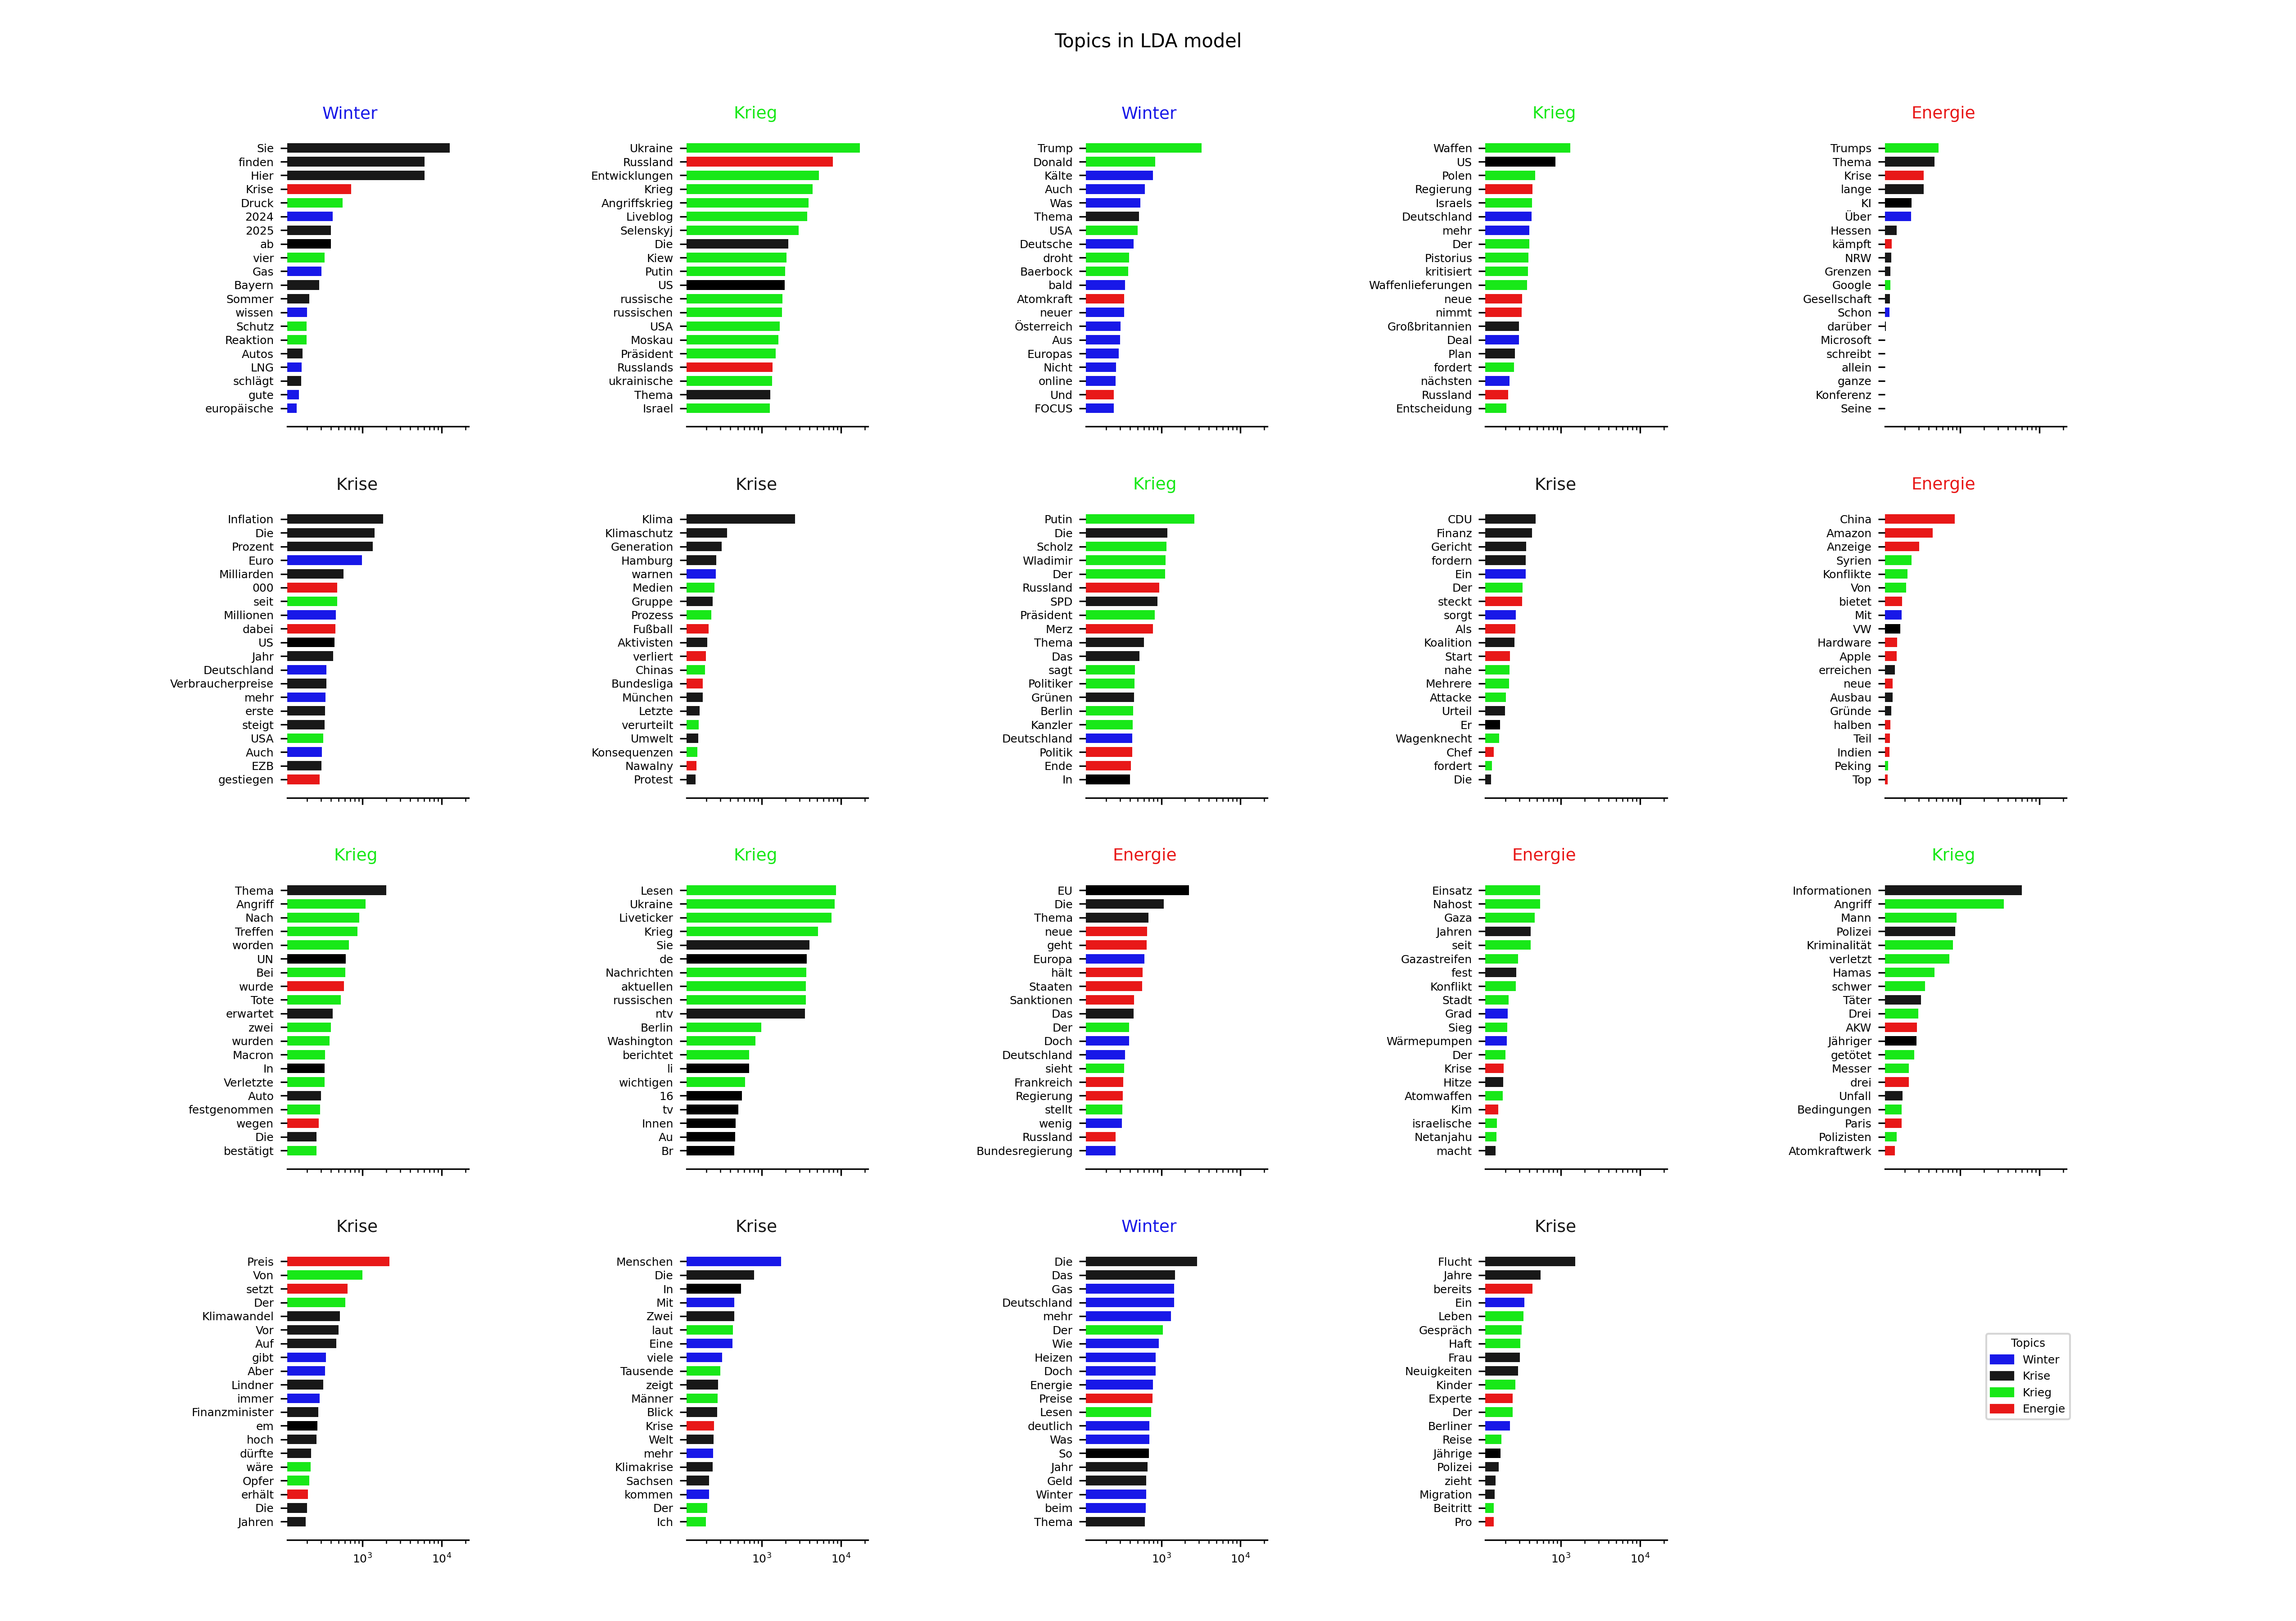 Topics in LDA model
Winter
Sie
finden
Hier
Krise
Druck
2024
2025
ab
vier
Gas
Bayern
Sommer
wissen
Schutz
Reaktion
Autos
LNG
schlägt
gute
europäische
Krieg
Ukraine
Russland
Entwicklungen
Krieg
Angriffskrieg
Liveblog
Selenskyj
Die
Kiew
Putin
US
russische
russischen
USA
Moskau
Präsident
Russlands
ukrainische
Thema
Israel
Winter
Trump
Donald
Kälte
Auch
Was
Thema
USA
Deutsche
droht
Baerbock
bald
Atomkraft
neuer
Österreich
Aus
Europas
Nicht
online
Und
FOCUS
Krieg
Waffen
US
Polen
Regierung
Israels
Deutschland
mehr
Der
Pistorius
kritisiert
Waffenlieferungen
neue
nimmt
Großbritannien
Deal
Plan
fordert
nächsten
Russland
Entscheidung
Energie
Trumps
Thema
Krise
lange
KI
Über
Hessen
kämpft
NRW
Grenzen
Google
Gesellschaft
Schon
darüber
Microsoft
schreibt
allein
ganze
Konferenz
Seine
Krise
Inflation
Die
Prozent
Euro
Milliarden
000
seit
Millionen
dabei
US
Jahr
Deutschland
Verbraucherpreise
mehr
erste
steigt
USA
Auch
EZB
gestiegen
Krise
Klima
Klimaschutz
Generation
Hamburg
warnen
Medien
Gruppe
Prozess
Fußball
Aktivisten
verliert
Chinas
Bundesliga
München
Letzte
verurteilt
Umwelt
Konsequenzen
Nawalny
Protest
Krieg
Putin
Die
Scholz
Wladimir
Der
Russland
SPD
Präsident
Merz
Thema
Das
sagt
Politiker
Grünen
Berlin
Kanzler
Deutschland
Politik
Ende
In
Krise
CDU
Finanz
Gericht
fordern
Ein
Der
steckt
sorgt
Als
Koalition
Start
nahe
Mehrere
Attacke
Urteil
Er
Wagenknecht
Chef
fordert
Die
Energie
China
Amazon
Anzeige
Syrien
Konflikte
Von
bietet
Mit
VW
Hardware
Apple
erreichen
neue
Ausbau
Gründe
halben
Teil
Indien
Peking
Top
Krieg
Thema
Angriff
Nach
Treffen
worden
UN
Bei
wurde
Tote
erwartet
zwei
wurden
Macron
In
Verletzte
Auto
festgenommen
wegen
Die
bestätigt
Krieg
Lesen
Ukraine
Liveticker
Krieg
Sie
de
Nachrichten
aktuellen
russischen
ntv
Berlin
Washington
berichtet
li
wichtigen
16
tv
Innen
Au
Br
Energie
EU
Die
Thema
neue
geht
Europa
hält
Staaten
Sanktionen
Das
Der
Doch
Deutschland
sieht
Frankreich
Regierung
stellt
wenig
Russland
Bundesregierung
Energie
Einsatz
Nahost
Gaza
Jahren
seit
Gazastreifen
fest
Konflikt
Stadt
Grad
Sieg
Wärmepumpen
Der
Krise
Hitze
Atomwaffen
Kim
israelische
Netanjahu
macht
Krieg
Informationen
Angriff
Mann
Polizei
Kriminalität
verletzt
Hamas
schwer
Täter
Drei
AKW
Jähriger
getötet
Messer
drei
Unfall
Bedingungen
Paris
Polizisten
Atomkraftwerk
Krise
Preis
Von
setzt
Der
Klimawandel
Vor
Auf
gibt
Aber
Lindner
immer
Finanzminister
em
hoch
dürfte
wäre
Opfer
erhält
Die
Jahren
10³ 10⁴
Krise
Menschen
Die
In
Mit
Zwei
laut
Eine
viele
Tausende
zeigt
Männer
Blick
Krise
Welt
mehr
Klimakrise
Sachsen
kommen
Der
Ich
10³ 10⁴
Winter
Die
Das
Gas
Deutschland
mehr
Der
Wie
Heizen
Doch
Energie
Preise
Lesen
deutlich
Was
So
Jahr
Geld
Winter
beim
Thema
10³ 10⁴
Krise
Flucht
Jahre
bereits
Ein
Leben
Gespräch
Haft
Frau
Neuigkeiten
Kinder
Experte
Der
Berliner
Reise
Jährige
Polizei
zieht
Migration
Beitritt
Pro
10³ 10⁴
Topics
Winter
Krise
Krieg
Energie